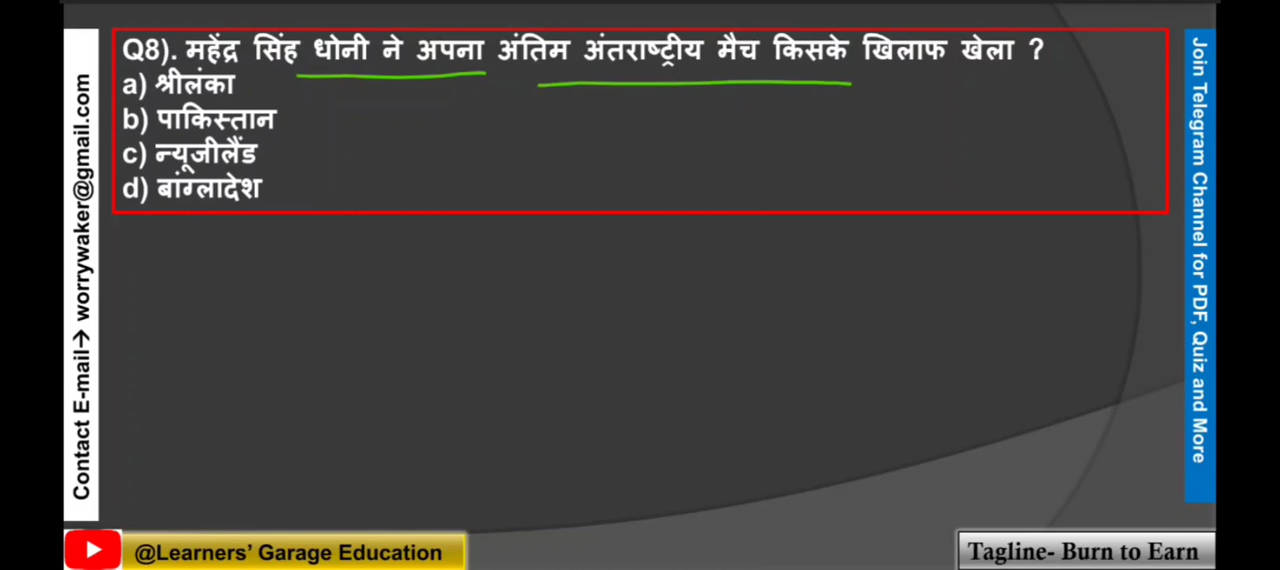 Q8). महेंद्र सिंह धोनी ने अपना अंतिम अंतराष्ट्रीय मैच किसके खिलाफ खेला ?
a) श्रीलंका
b) पाकिस्तान
c) न्यूजीलैंड
d) बांग्लादेश
Contact E-mail→ worrywaker@gmail.com
Join Telegram Channel for PDF, Quiz and More
@Learners’ Garage Education
Tagline- Burn to Earn